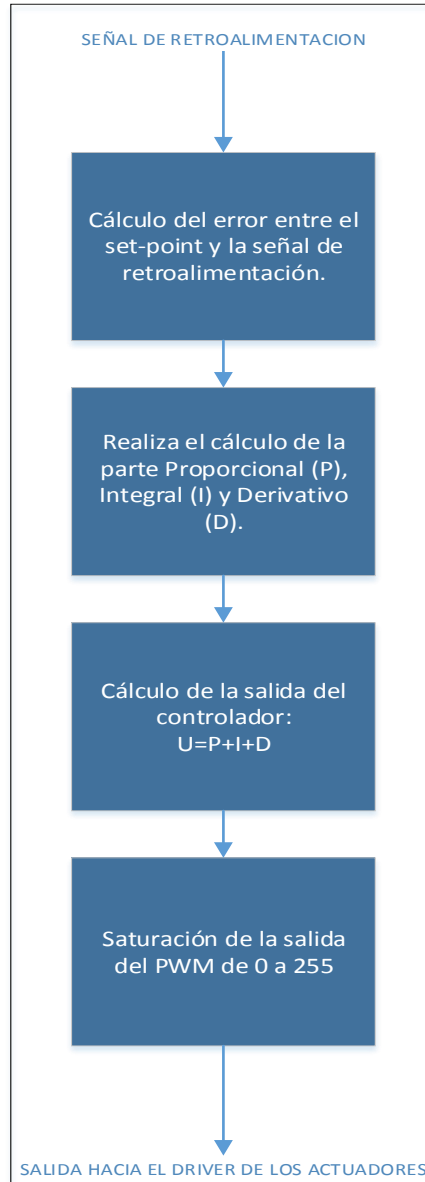 SEÑAL DE RETROALIMENTACION
Cálculo del error entre el
set-point y la señal de
retroalimentación.
Realiza el cálculo de la
parte Proporcional (P),
Integral (I) y Derivativo
(D).
Cálculo de la salida del
controlador:
U=P+I+D
Saturación de la salida
del PWM de 0 a 255
SALIDA HACIA EL DRIVER DE LOS ACTUADORES